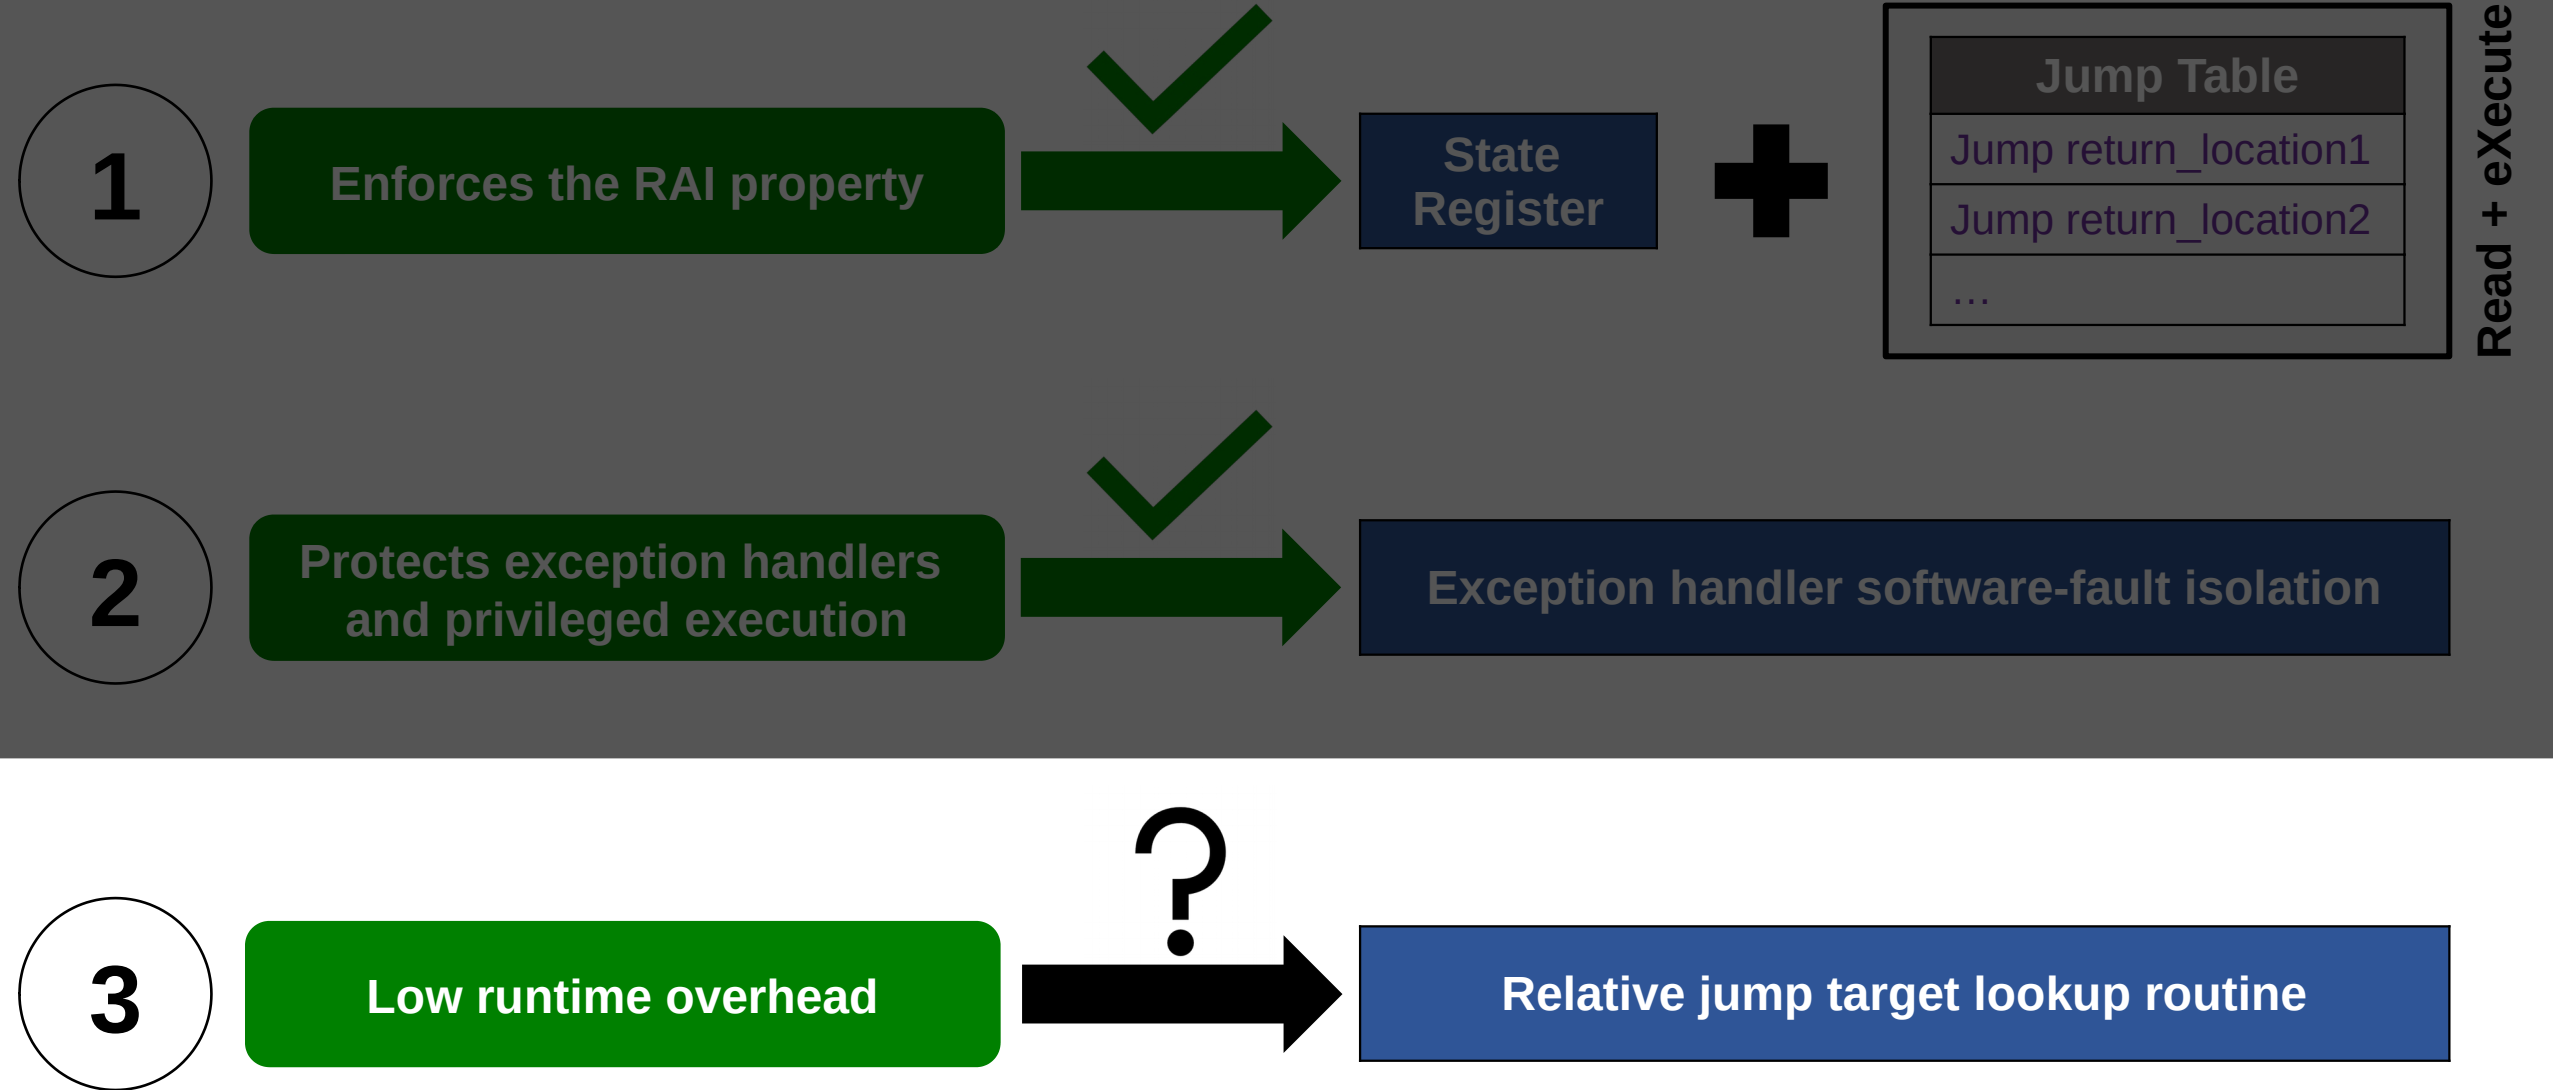 1
Enforces the RAI property
State
Register
Jump Table
Jump return_location1
Jump return_location2
...
Read + eXecute
2
Protects exception handlers
and privileged execution
Exception handler software-fault isolation
?
3
Low runtime overhead
Relative jump target lookup routine